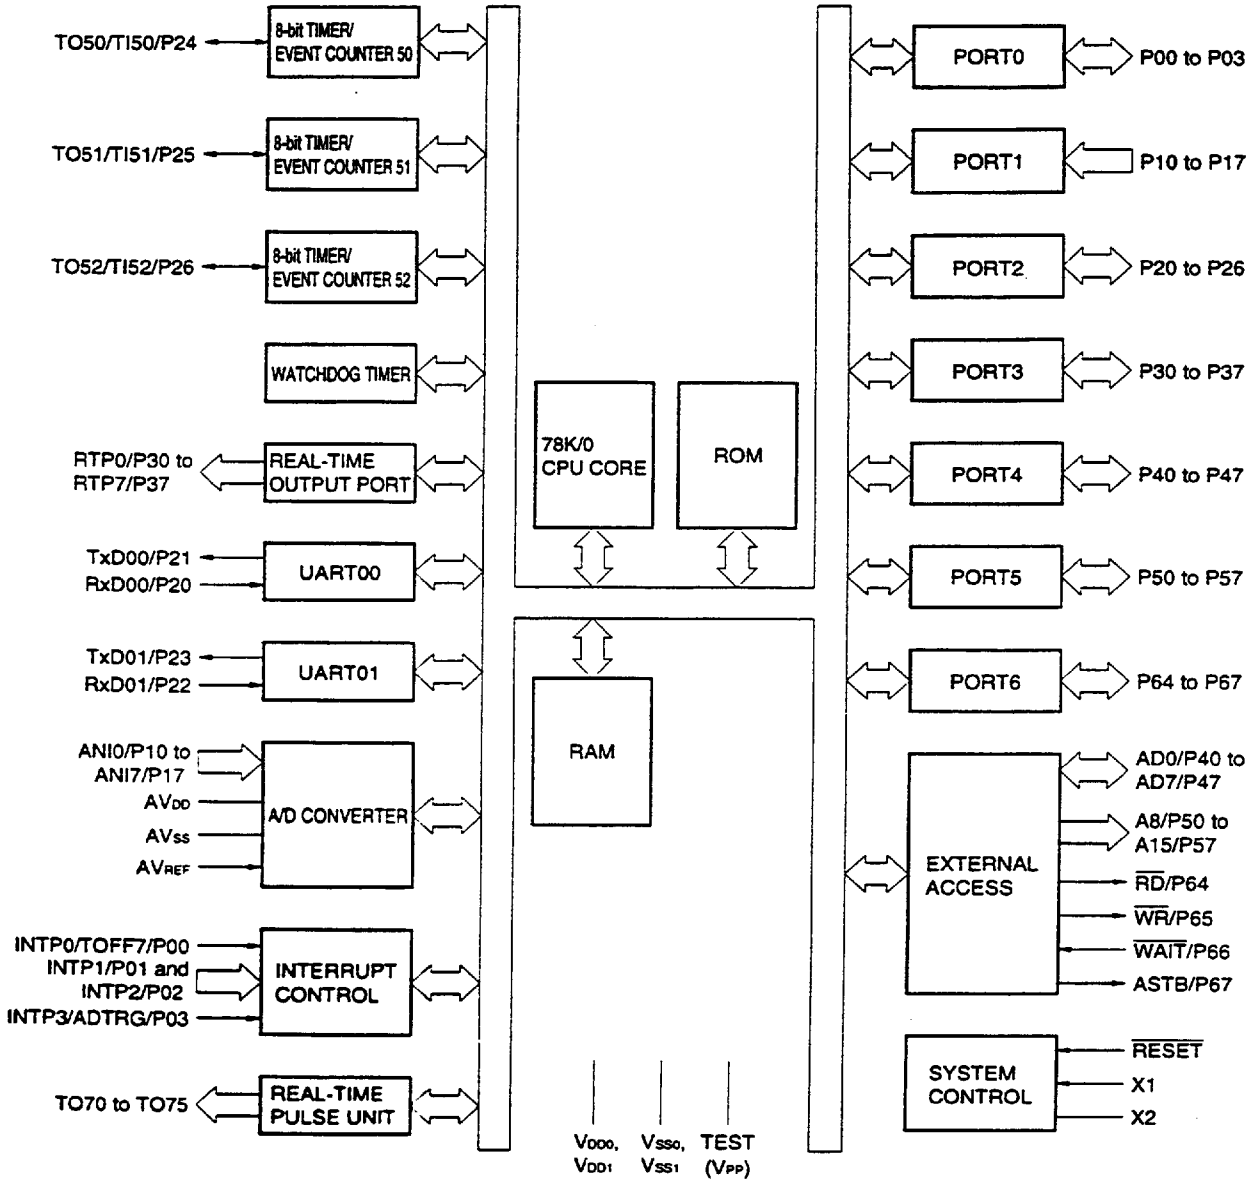 TO50/TI50/P24
8-bit TIMER/
EVENT COUNTER 50
TO51/TI51/P25
8-bit TIMER/
EVENT COUNTER 51
TO52/TI52/P26
8-bit TIMER/
EVENT COUNTER 52
WATCHDOG TIMER
RTP0/P30 to
RTP7/P37
REAL-TIME
OUTPUT PORT
TxD00/P21
RxD00/P20
UART00
TxD01/P23
RxD01/P22
UART01
ANI0/P10 to
ANI7/P17
AVDD
AVSS
AVREF
A/D CONVERTER
INTP0/TOFF7/P00
INTP1/P01 and
INTP2/P02
INTP3/ADTRG/P03
INTERRUPT
CONTROL
TO70 to TO75
REAL-TIME
PULSE UNIT
78K/0
CPU CORE
ROM
RAM
VDD0,
VDD1
VSS0,
VSS1
TEST
(VPP)
PORT0
P00 to P03
PORT1
P10 to P17
PORT2
P20 to P26
PORT3
P30 to P37
PORT4
P40 to P47
PORT5
P50 to P57
PORT6
P64 to P67
EXTERNAL
ACCESS
AD0/P40 to
AD7/P47
A8/P50 to
A15/P57
R̅D̅/P64
W̅R̅/P65
W̅A̅I̅T̅/P66
ASTB/P67
SYSTEM
CONTROL
R̅E̅S̅E̅T̅
X1
X2